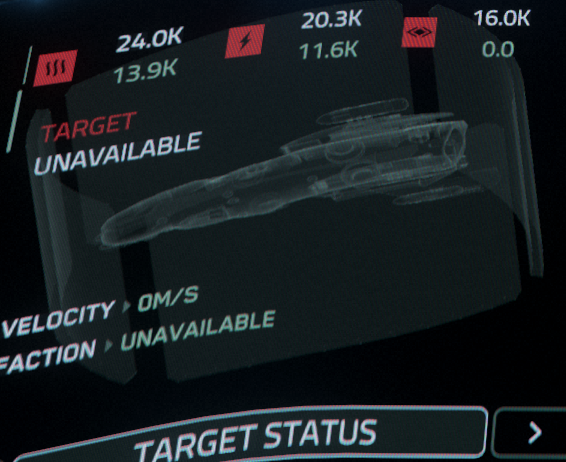 24.0K 20.3K 16.0K
13.9K 11.6K 0.0
TARGET
UNAVAILABLE
VELOCITY 0M/S
FACTION UNAVAILABLE
TARGET STATUS >